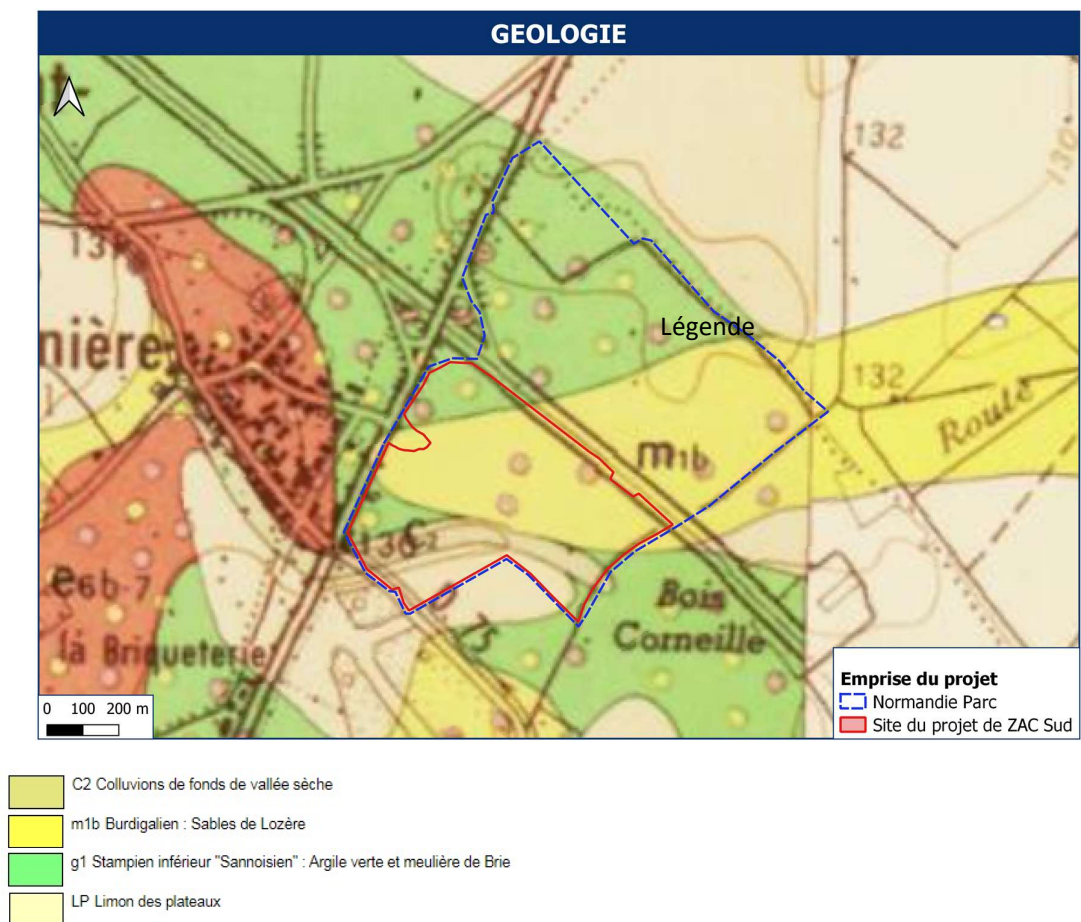 GEOLOGIE
132
130
13
nière
Légende
132
Route
m1b
136
C2
e6b-7
Bois
Corneille
la Briqueterie
75
Emprise du projet
Normandie Parc
Site du projet de ZAC Sud
0 100 200 m
C2 Colluvions de fonds de vallée sèche
m1b Burdigalien : Sables de Lozère
g1 Stampien inférieur "Sannoisien" : Argile verte et meulière de Brie
LP Limon des plateaux